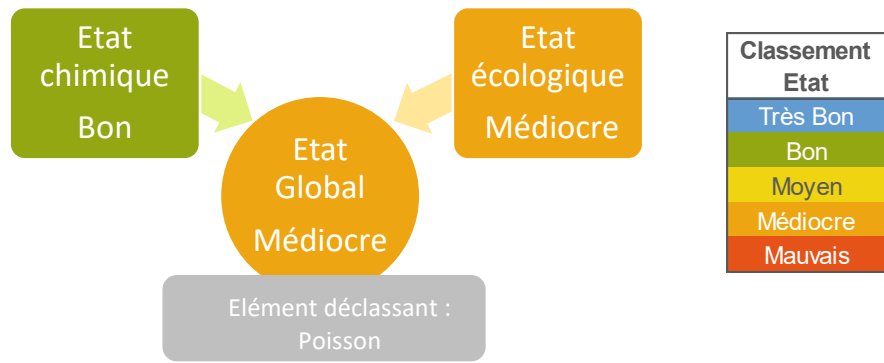 Etat
chimique
Bon
Etat
écologique
Médiocre
Etat
Global
Médiocre
Elément déclassant :
Poisson
Classement
Etat
Très Bon
Bon
Moyen
Médiocre
Mauvais